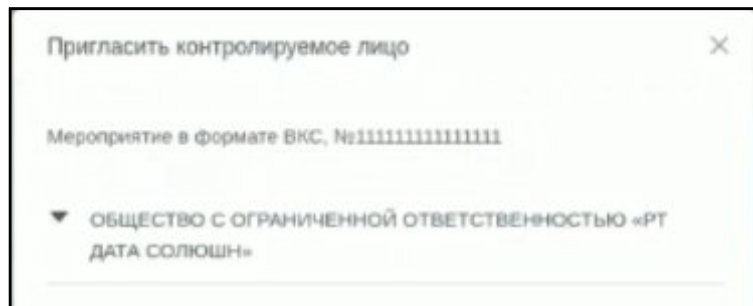 Пригласить контролируемое лицо
Мероприятие в формате ВКС, №111111111111111
ОБЩЕСТВО С ОГРАНИЧЕННОЙ ОТВЕТСТВЕННОСТЬЮ «РТ
ДАТА СОЛЮШН»